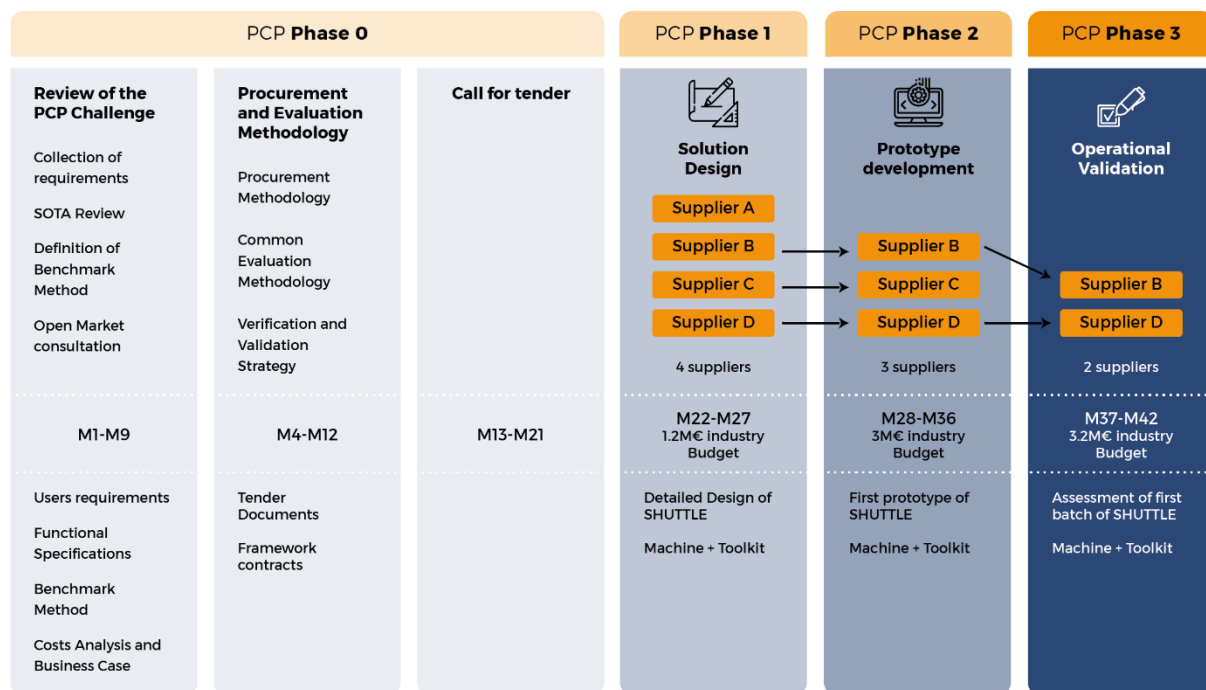 PCP Phase 0
PCP Phase 1
PCP Phase 2
PCP Phase 3
Review of the
PCP Challenge
Collection of
requirements
SOTA Review
Definition of
Benchmark
Method
Open Market
consultation
M1-M9
Users requirements
Functional
Specifications
Benchmark
Method
Costs Analysis and
Business Case
Procurement
and Evaluation
Methodology
Procurement
Methodology
Common
Evaluation
Methodology
Verification and
Validation
Strategy
M4-M12
Tender
Documents
Framework
contracts
Call for tender
M13-M21
Solution
Design
Supplier A
Supplier B
Supplier C
Supplier D
4 suppliers
M22-M27
1.2M€ industry
Budget
Detailed Design of
SHUTTLE
Machine + Toolkit
Prototype
development
Supplier B
Supplier C
Supplier D
3 suppliers
M28-M36
3M€ industry
Budget
First prototype of
SHUTTLE
Machine + Toolkit
Operational
Validation
Supplier B
Supplier D
2 suppliers
M37-M42
3.2M€ industry
Budget
Assessment of first
batch of SHUTTLE
Machine + Toolkit